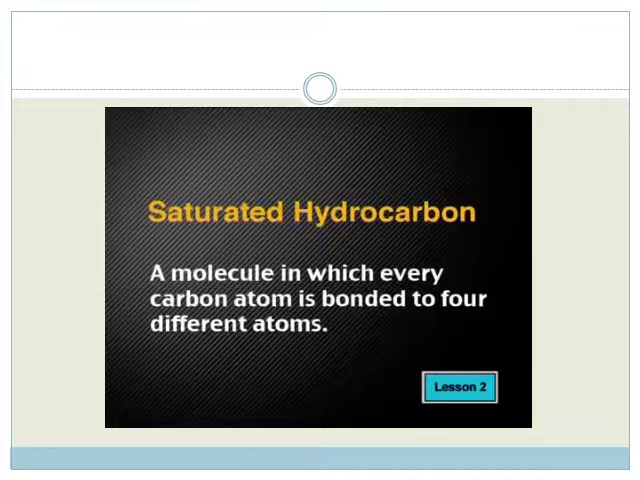 Saturated Hydrocarbon
A molecule in which every
carbon atom is bonded to four
different atoms.
Lesson 2